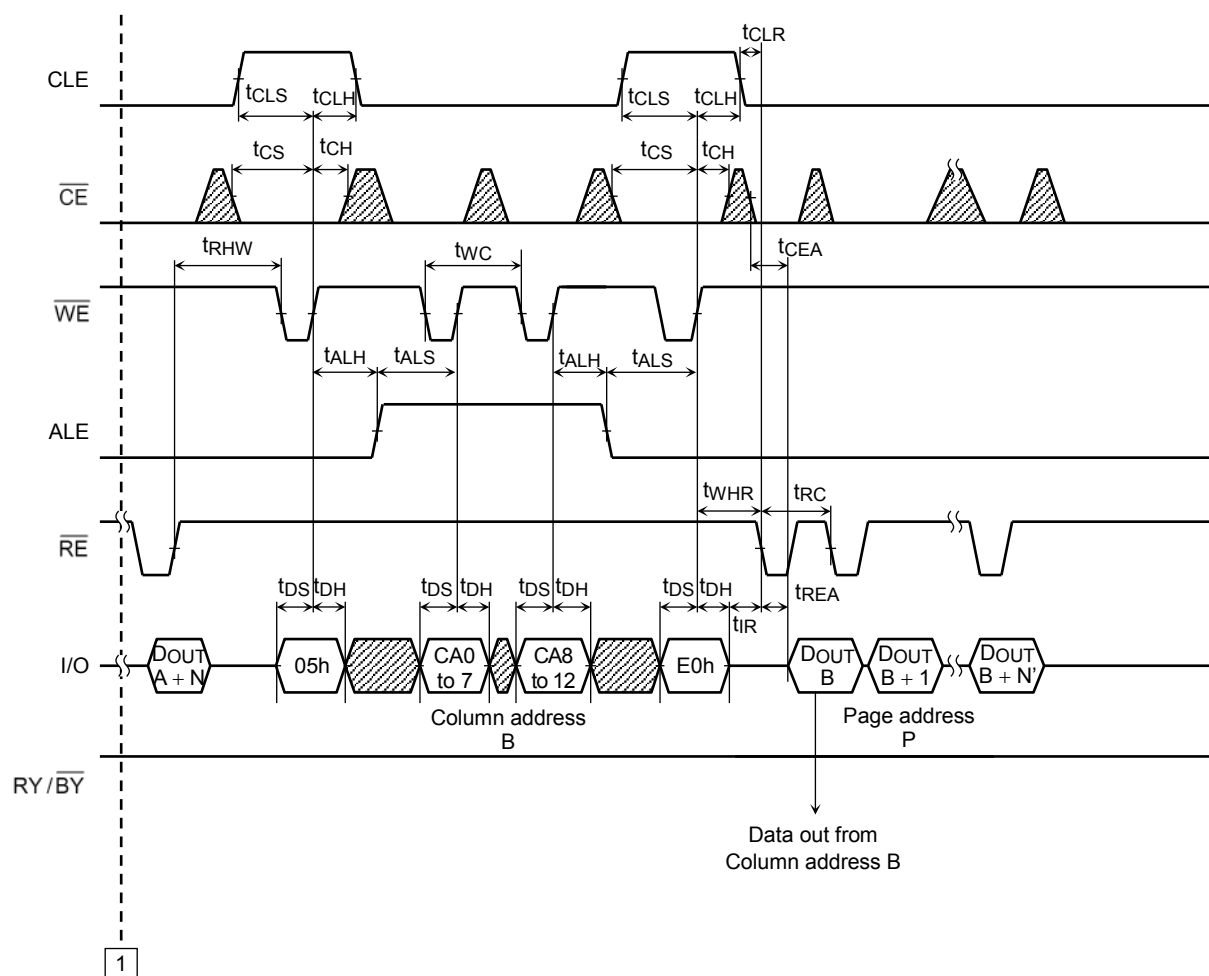 tCLR
CLE
tCLS tCLH tCLS tCLH
tCS tCH tCS tCH
CE
tRHW tWC tCEA
WE
tALH tALS tALH tALS
ALE
tWHR tRC
RE
tDS tDH tDS tDH tDS tDH tDS tDH tREA
tIR
I/O
DOUT
A + N
05h
CA0
to 7
CA8
to 12
E0h
DOUT
B
DOUT
B + 1
DOUT
B + N'
Column address
B
Page address
P
RY/BY
Data out from
Column address B
1